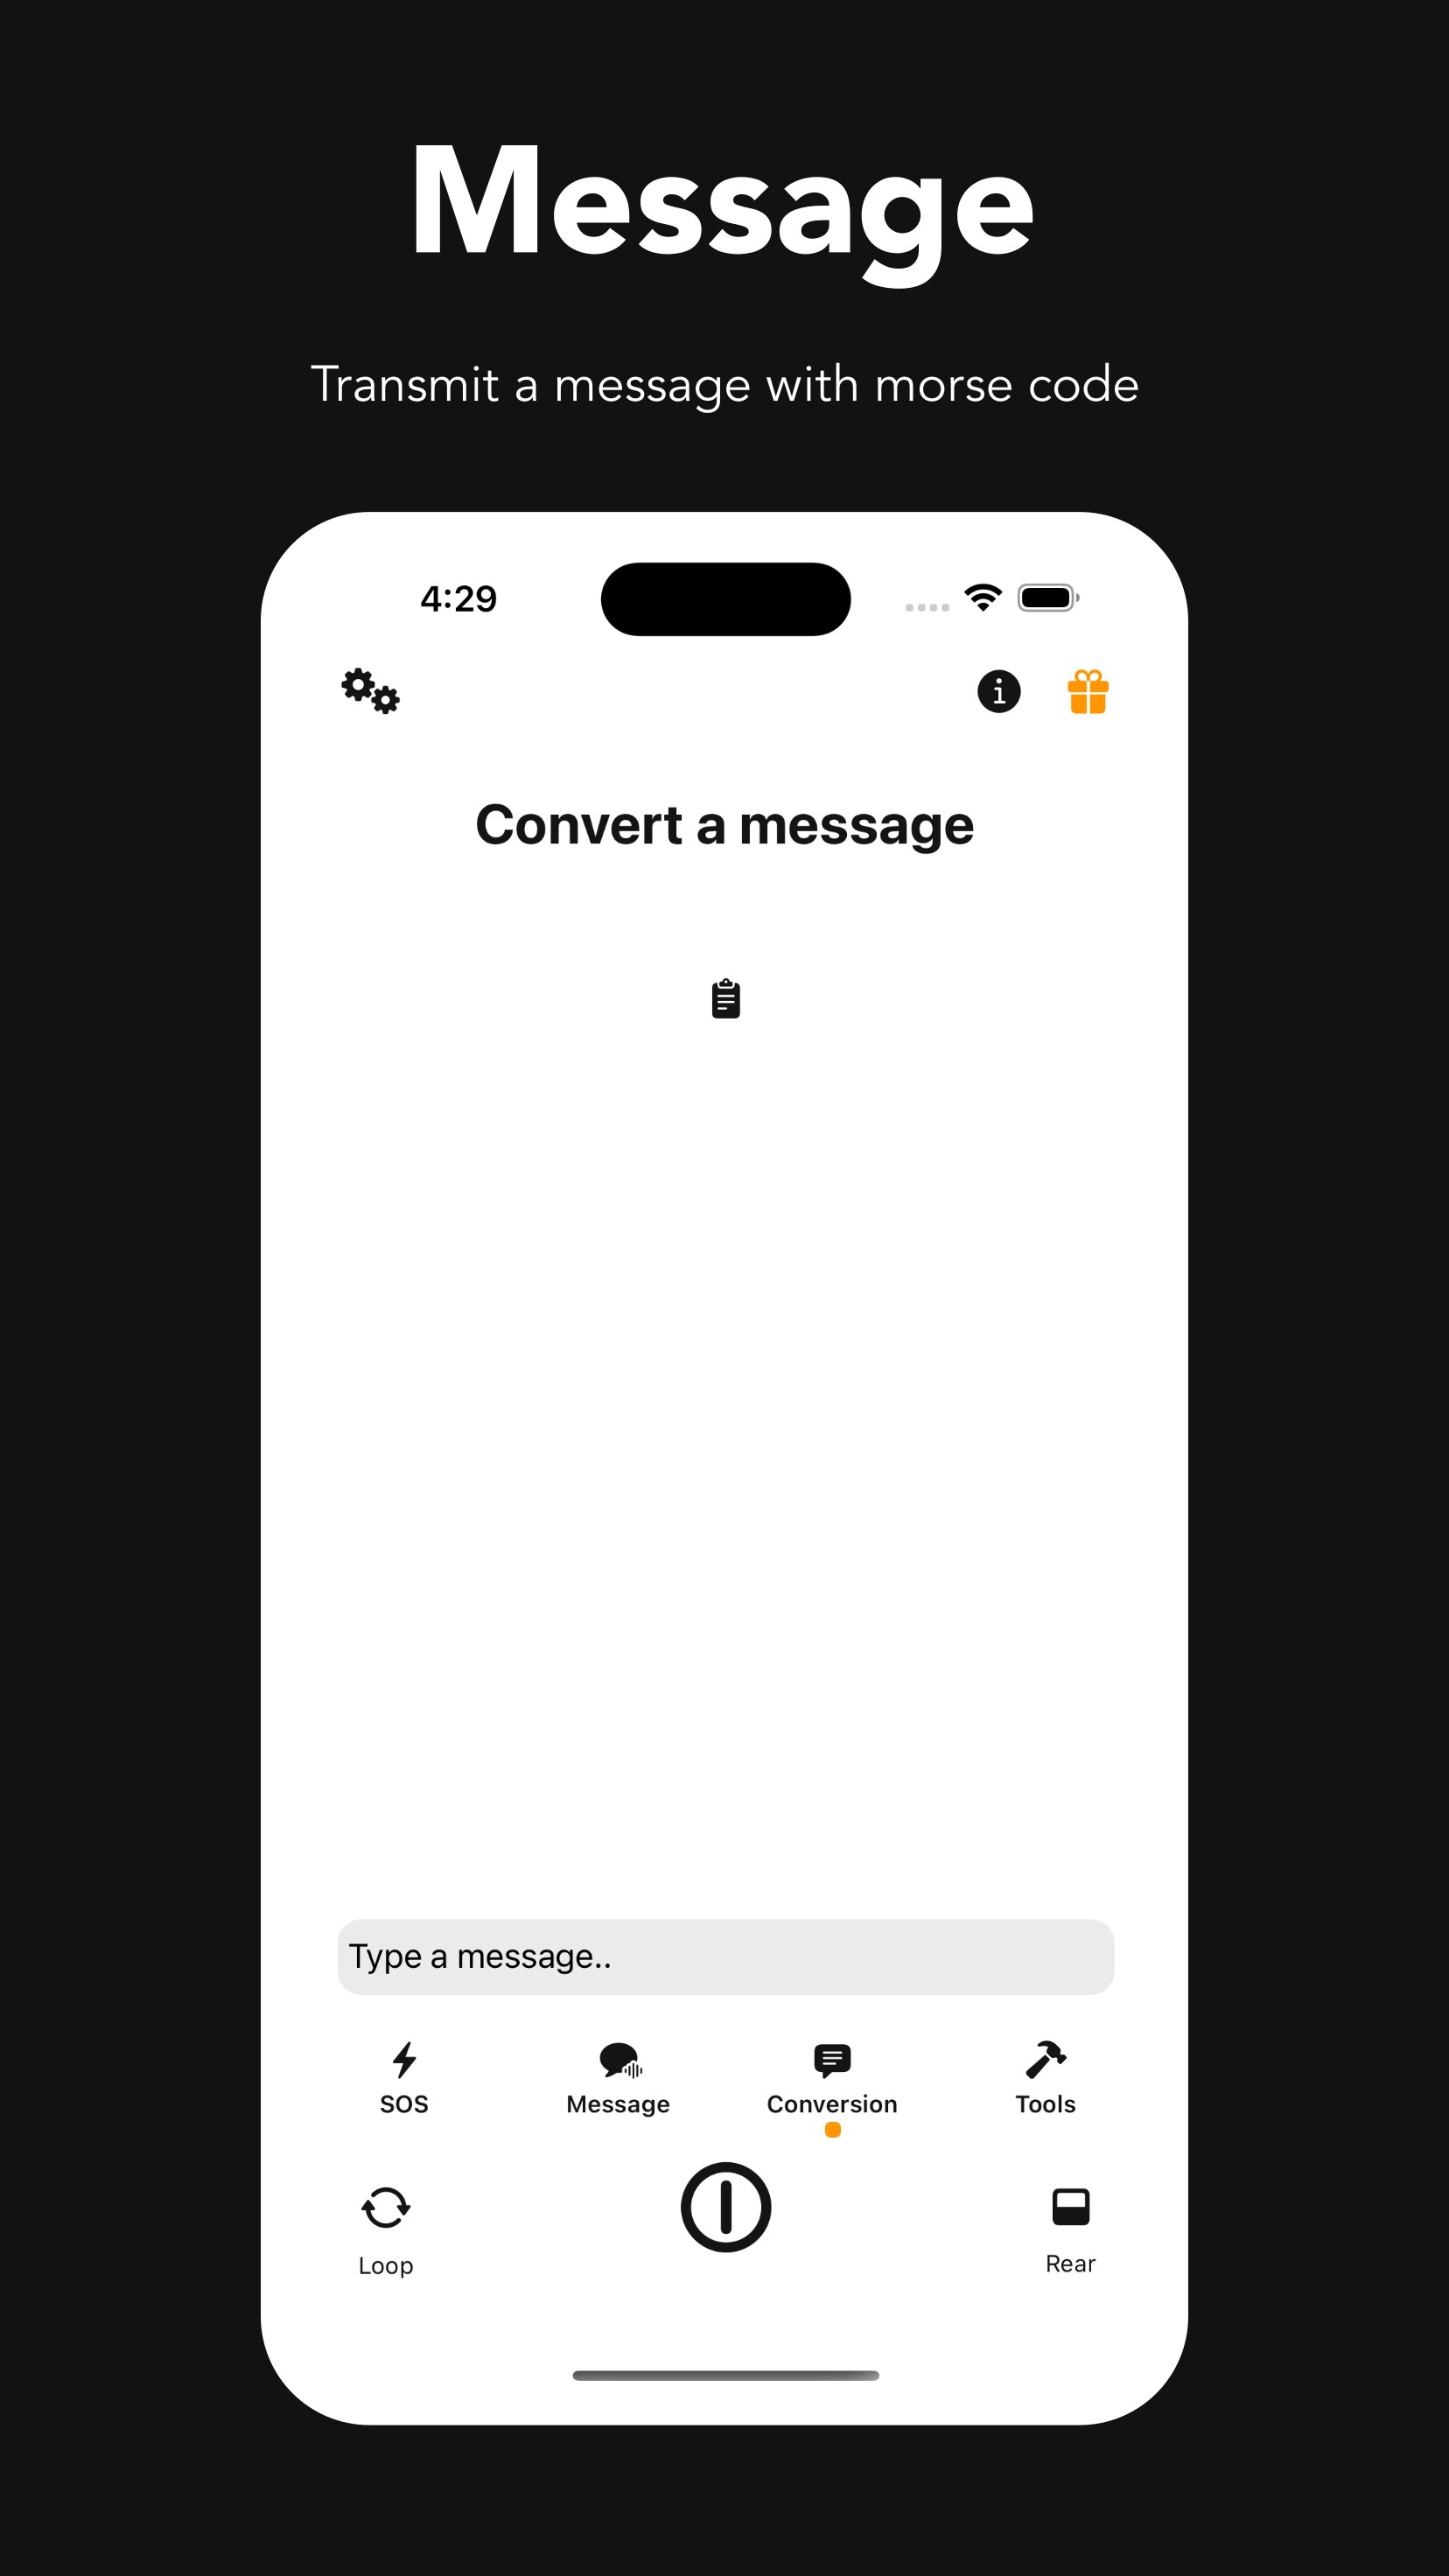 Message
Transmit a message with morse code
4:29
Convert a message
Type a message..
SOS
Message
Conversion
Tools
Loop
Rear